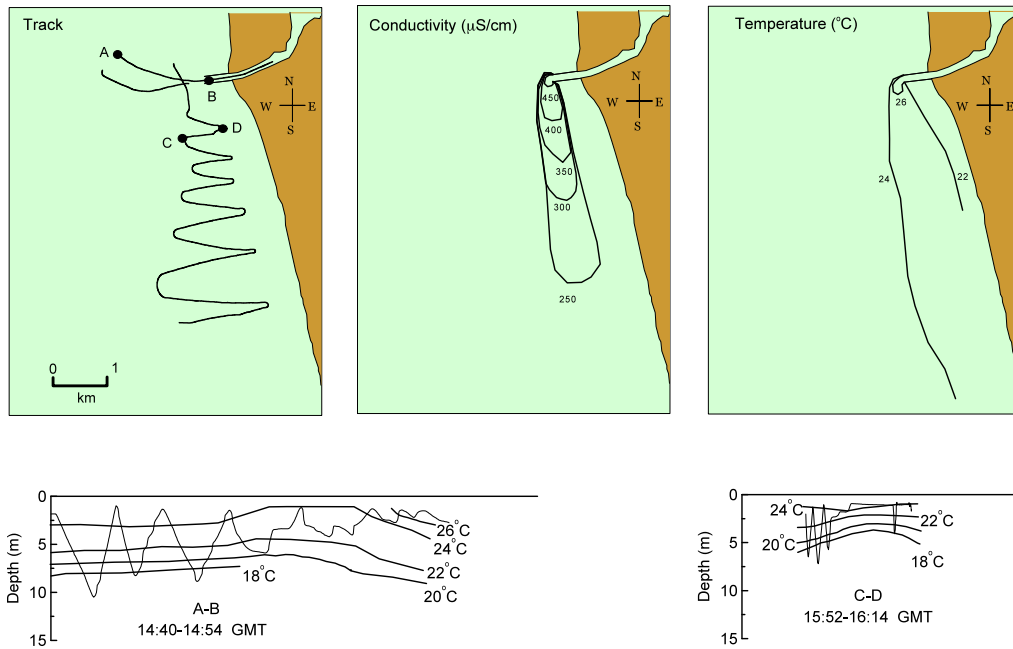 Track
A
B
C
D
N
W E
S
0 1
km
Conductivity (μS/cm)
450
400
350
300
250
N
W E
S
Temperature (°C)
26
24
22
N
W E
S
Depth (m)
0
5
10
15
26°C
24°C
22°C
20°C
18°C
A-B
14:40-14:54 GMT
Depth (m)
0
5
10
15
24°C
22°C
20°C
18°C
C-D
15:52-16:14 GMT